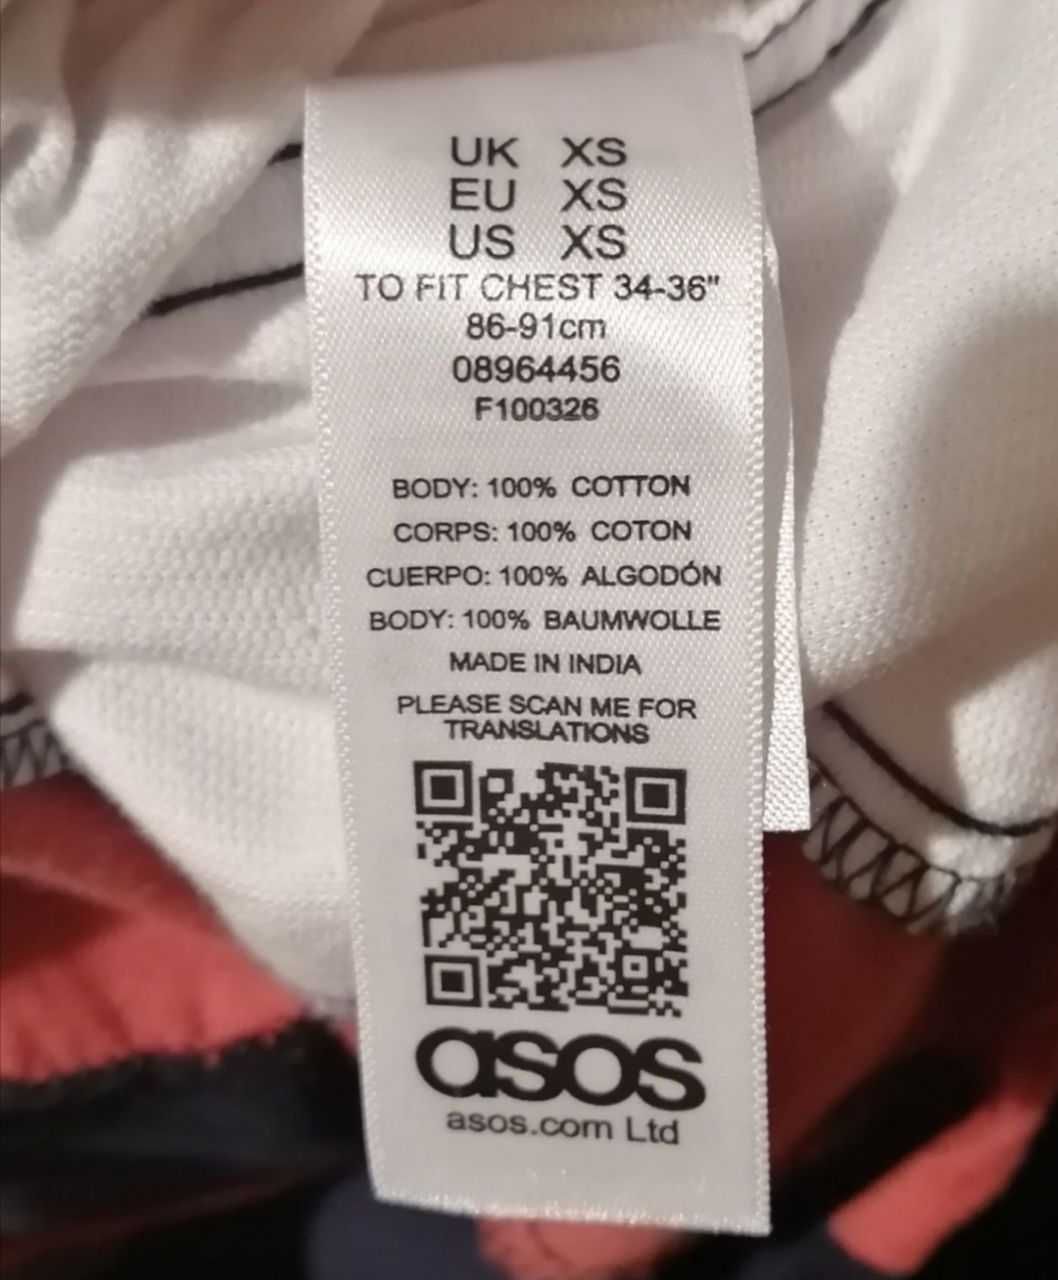 UK XS
EU XS
US XS
TO FIT CHEST 34-36"
86-91cm
08964456
F100326
BODY: 100% COTTON
CORPS: 100% COTON
CUERPO: 100% ALGODÓN
BODY: 100% BAUMWOLLE
MADE IN INDIA
PLEASE SCAN ME FOR
TRANSLATIONS
asos
asos.com Ltd